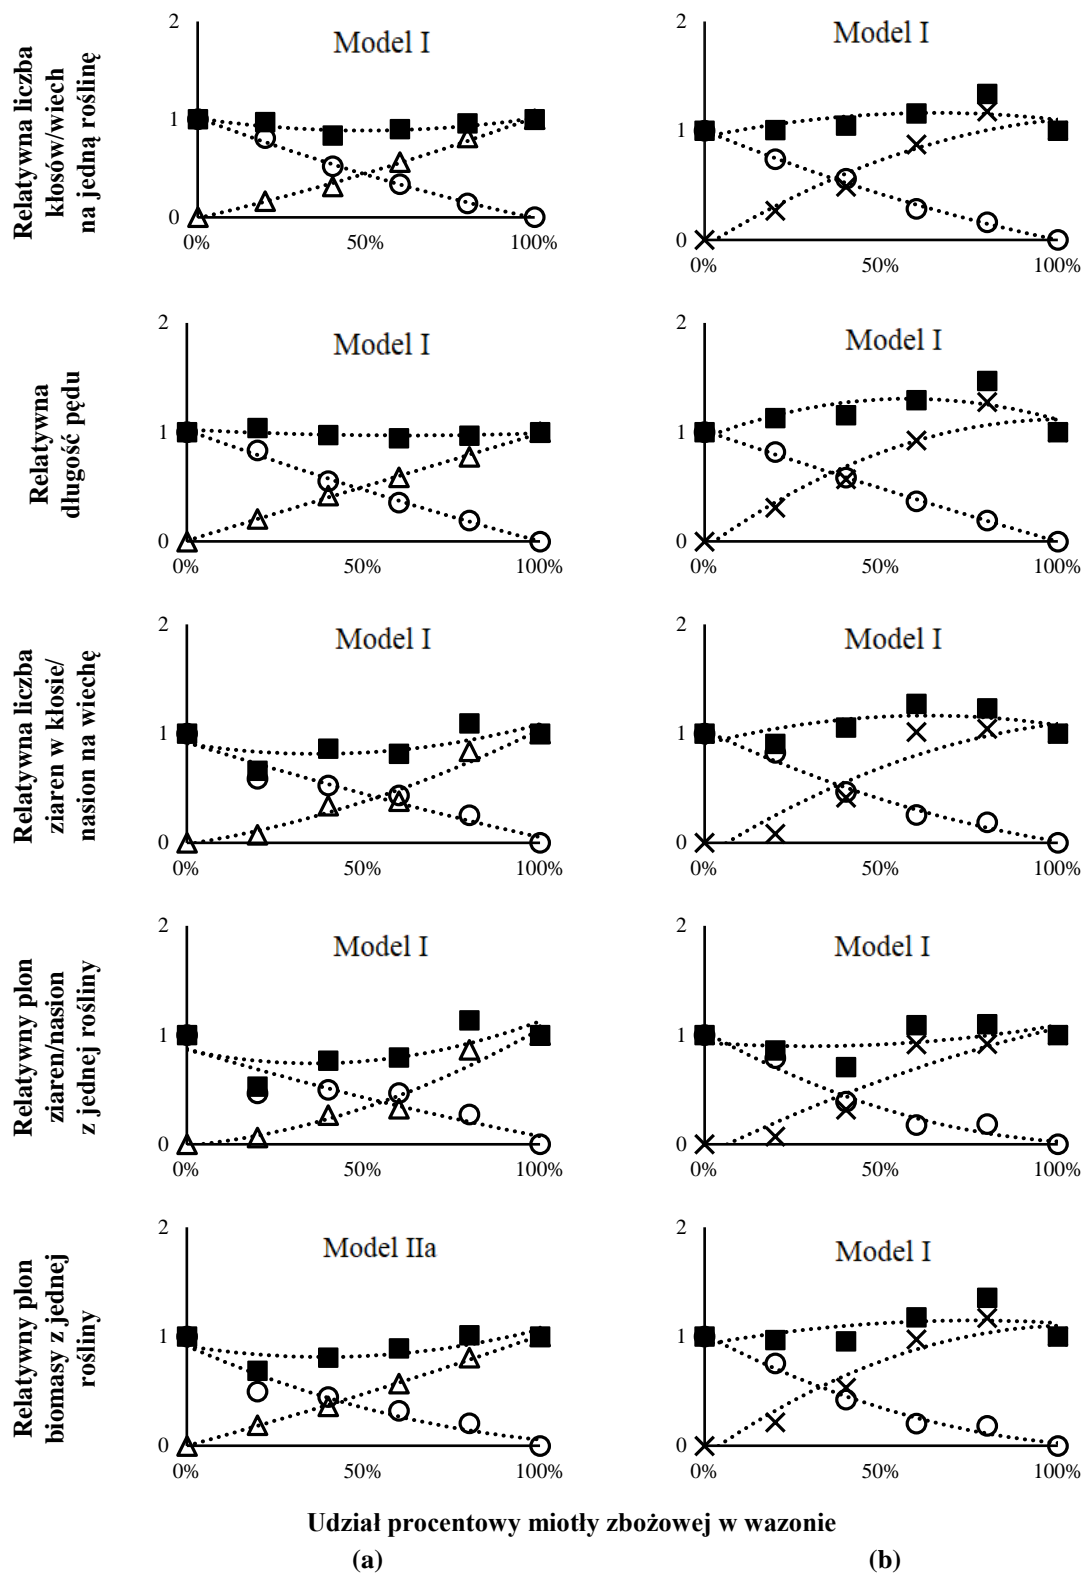 Relatywna liczba
kłosów/wiech
na jedną roślinę
2
1
0
Model I
0%
50%
100%
2
1
0
Model I
0%
50%
100%
Relatywna
długość pędu
2
1
0
Model I
0%
50%
100%
2
1
0
Model I
0%
50%
100%
Relatywna liczba
ziaren w kłosie/
nasion na wiechę
2
1
0
Model I
0%
50%
100%
2
1
0
Model I
0%
50%
100%
Relatywny plon
ziaren/nasion
z jednej rośliny
2
1
0
Model I
0%
50%
100%
2
1
0
Model I
0%
50%
100%
Relatywny plon
biomasy z jednej
rośliny
2
1
0
Model IIa
0%
50%
100%
2
1
0
Model I
0%
50%
100%
Udział procentowy miotły zbożowej w wazonie
(a)
(b)